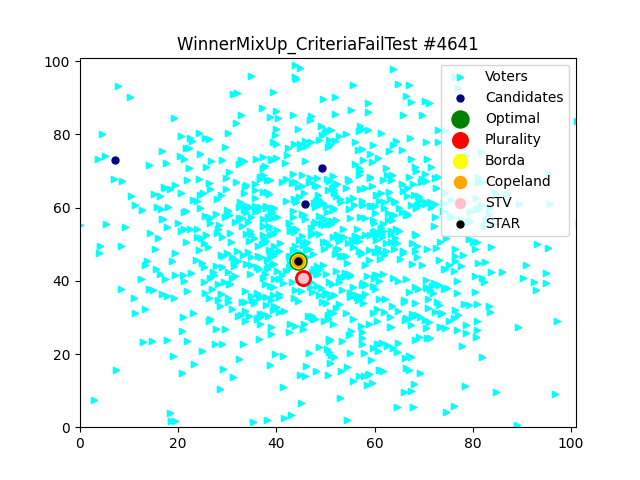 WinnerMixUp_CriteriaFailTest #4641
Voters
Candidates
Optimal
Plurality
Borda
Copeland
STV
STAR
100
80
60
40
20
0
0 20 40 60 80 100